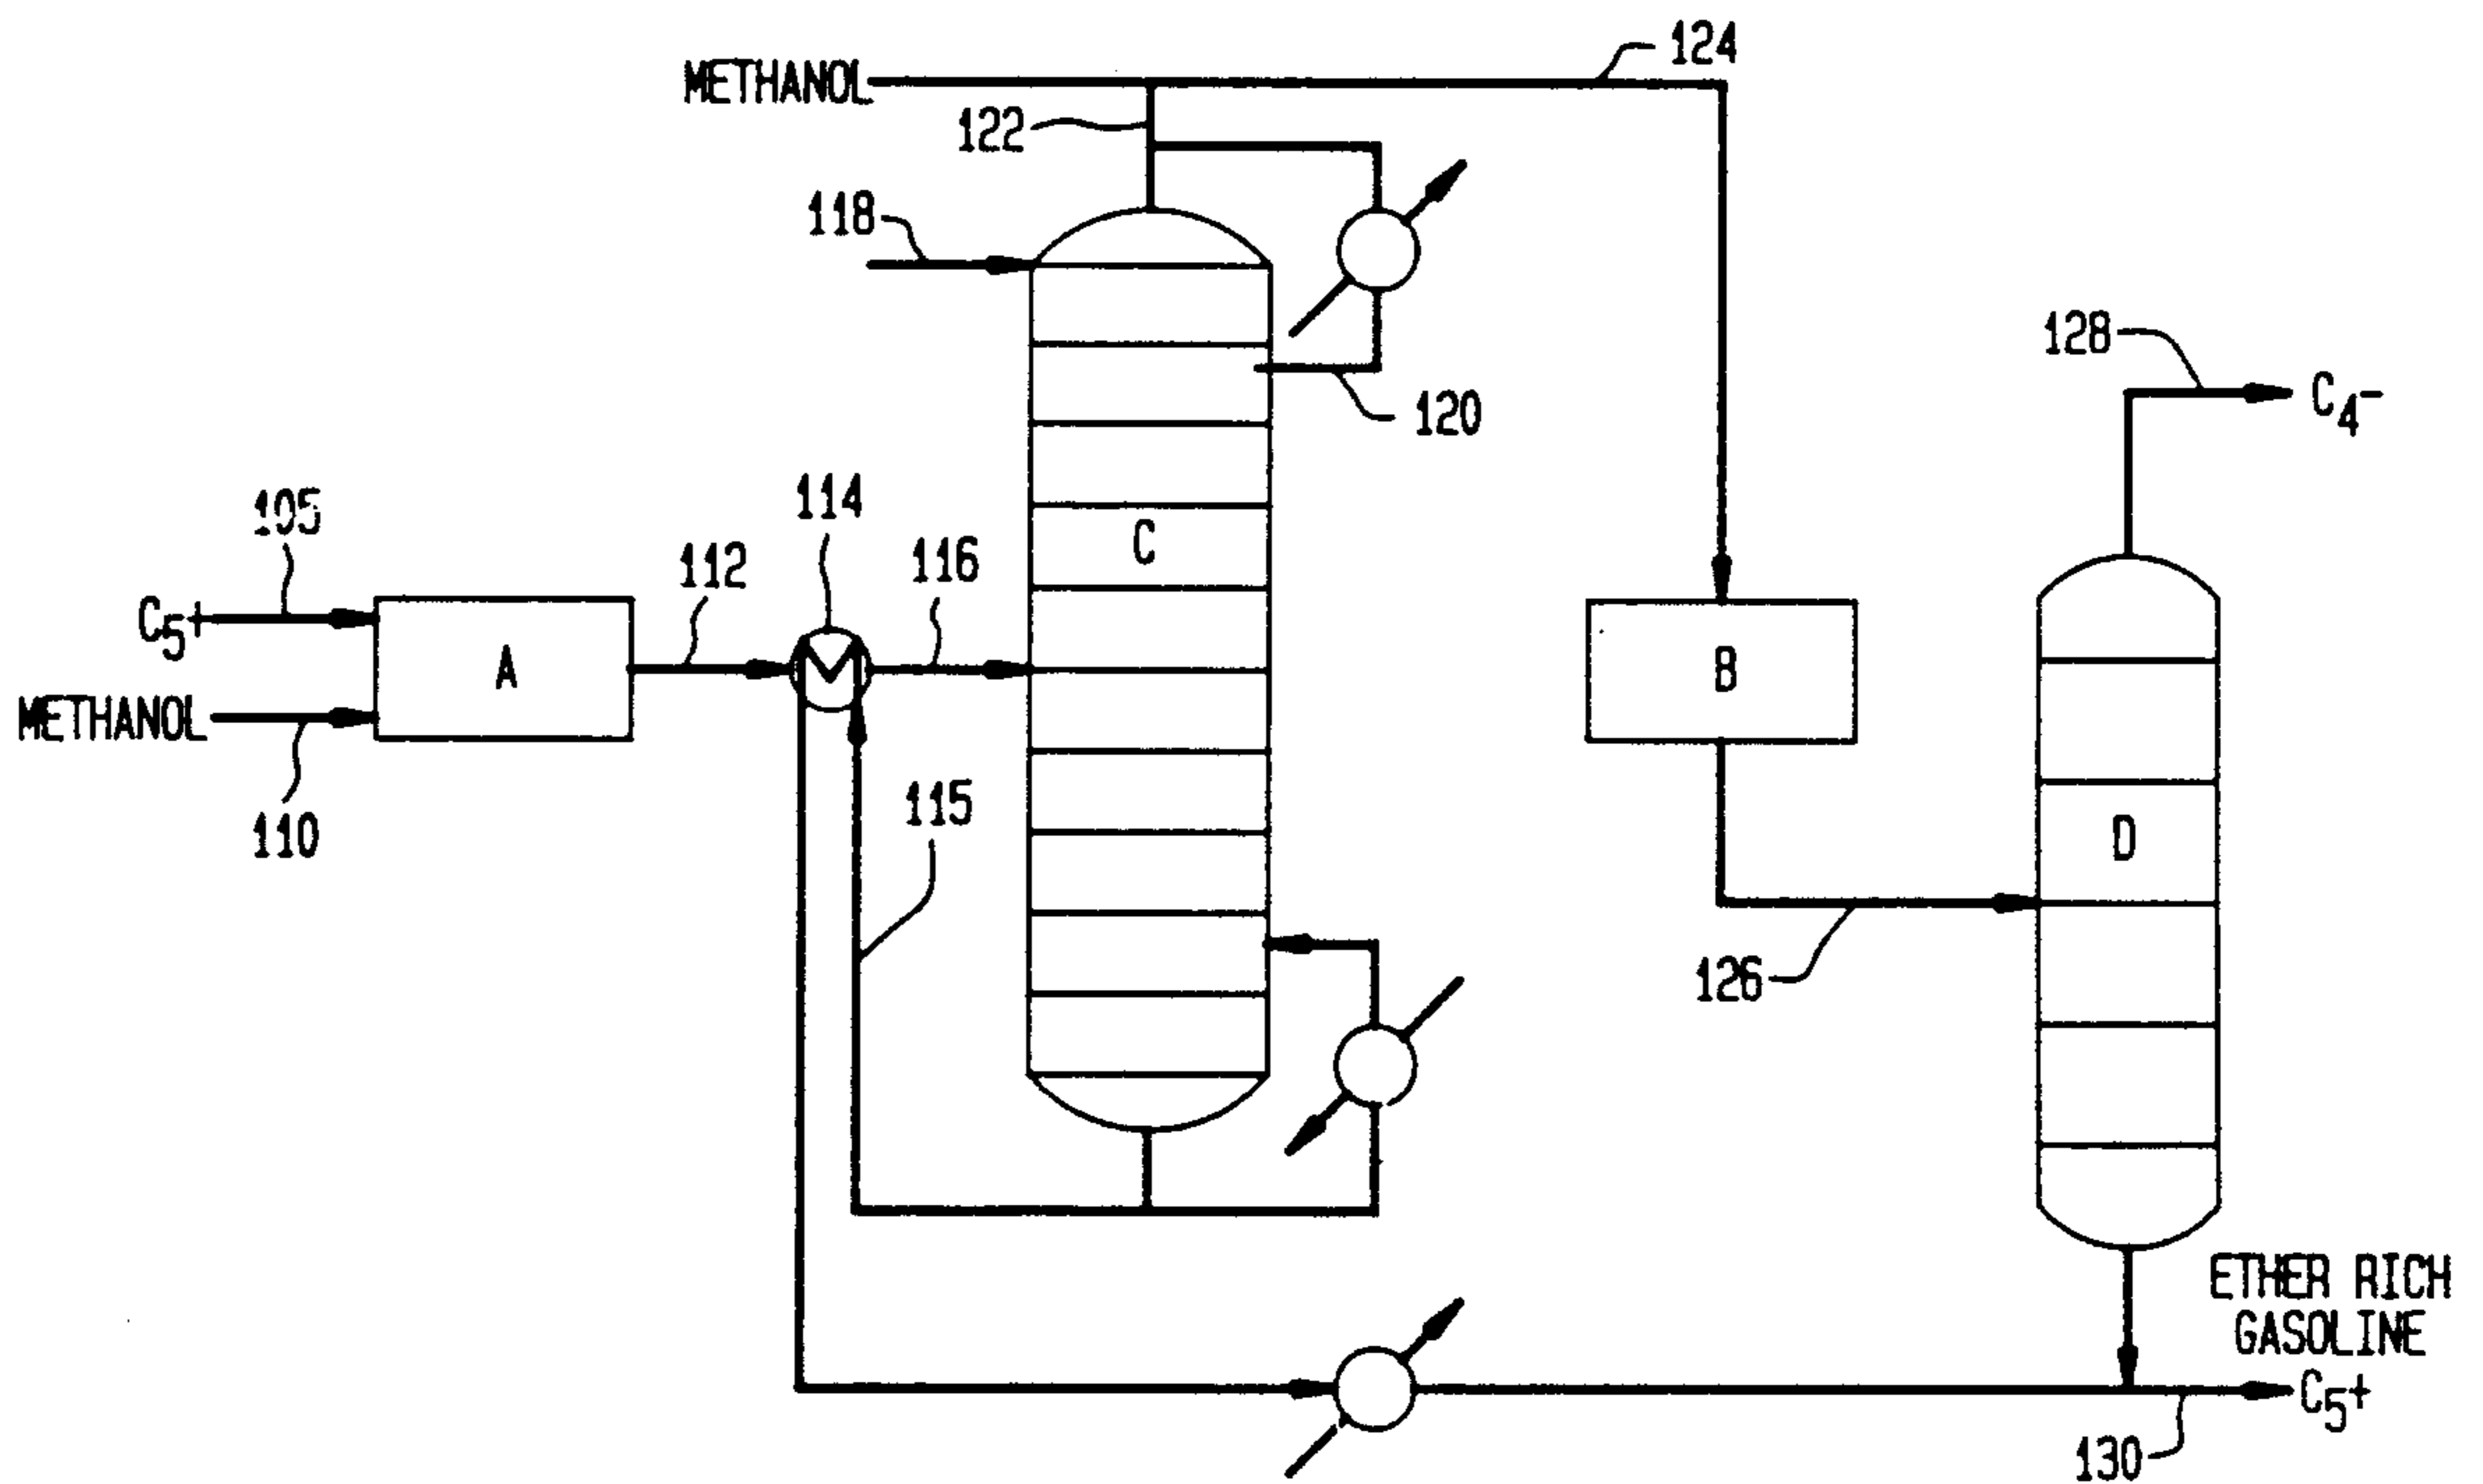 124
METHANOL
122
118
128
C4-
120
105
114
C
112
116
C5+
A
B
METHANOL
115
110
D
126
ETHER RICH
GASOLINE
C5+
130